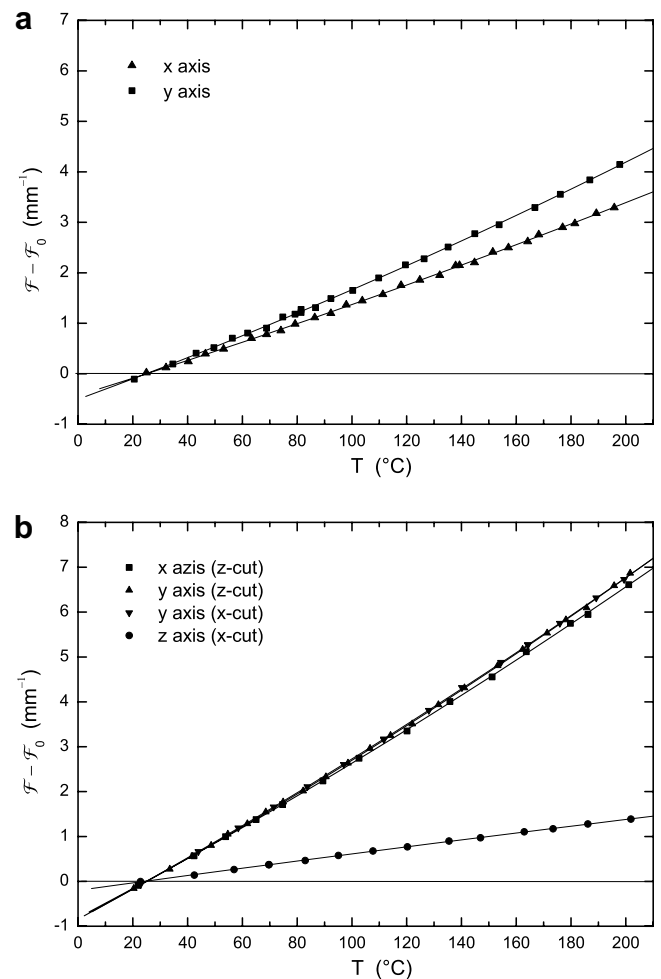 a
7
6
5
4
3
2
1
0
-1
x axis
y axis
ℱ – ℱ₀ (mm⁻¹)
0 20 40 60 80 100 120 140 160 180 200
T (°C)
b
8
7
6
5
4
3
2
1
0
-1
x azis (z-cut)
y axis (z-cut)
y axis (x-cut)
z axis (x-cut)
ℱ – ℱ₀ (mm⁻¹)
0 20 40 60 80 100 120 140 160 180 200
T (°C)